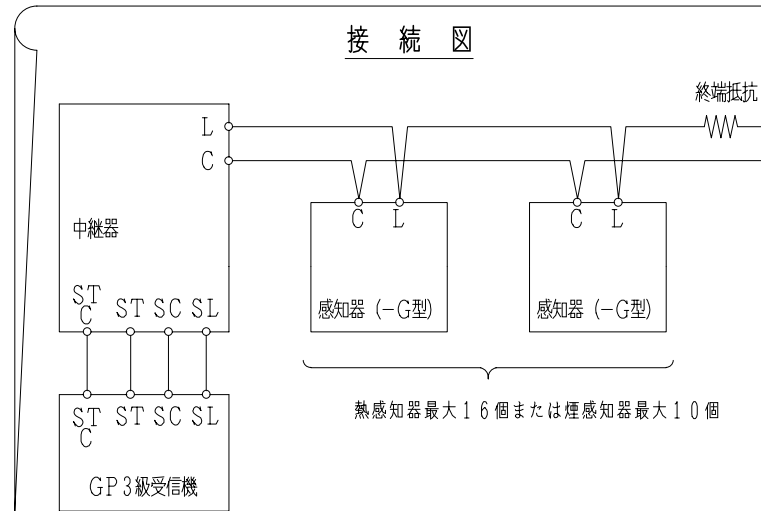 接続図
終端抵抗
L
C
中継器
C L
C L
感知器（－G型）
感知器（－G型）
STC ST SC SL
熱感知器最大１６個または煙感知器最大１０個
STC ST SC SL
GP３級受信機